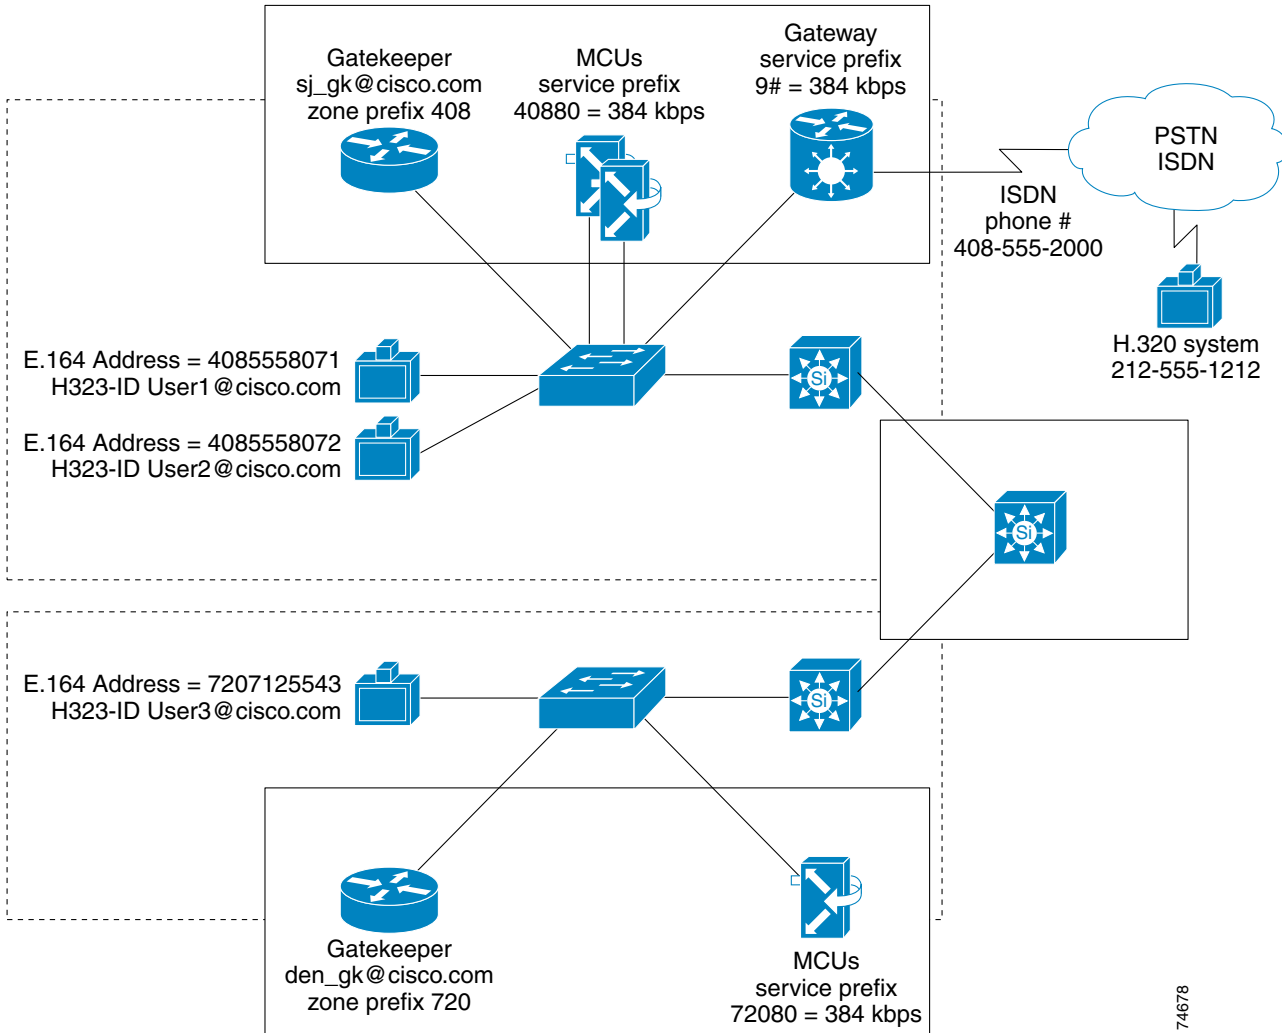 Gatekeeper
sj_gk@cisco.com
zone prefix 408
MCUs
service prefix
40880 = 384 kbps
Gateway
service prefix
9# = 384 kbps
PSTN
ISDN
ISDN
phone #
408-555-2000
H.320 system
212-555-1212
E.164 Address = 4085558071
H323-ID User1@cisco.com
Si
E.164 Address = 4085558072
H323-ID User2@cisco.com
Si
E.164 Address = 7207125543
H323-ID User3@cisco.com
Si
Gatekeeper
den_gk@cisco.com
zone prefix 720
MCUs
service prefix
72080 = 384 kbps
74678